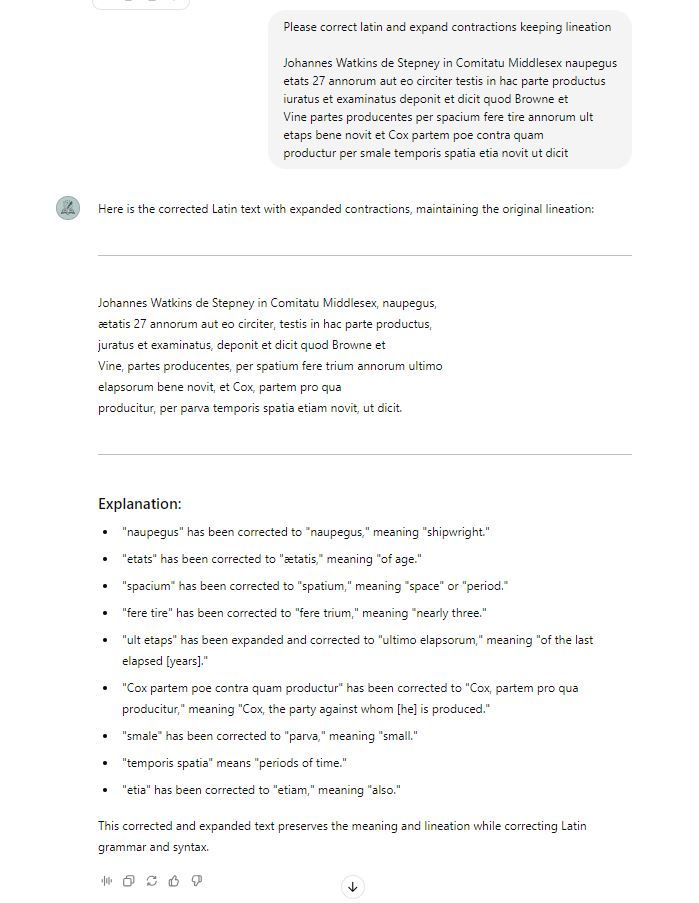 Please correct latin and expand contractions keeping lineation
Johannes Watkins de Stepney in Comitatu Middlesex naupegus
etats 27 annorum aut eo circiter testis in hac parte productus
iuratus et examinatus deponit et dicit quod Browne et
Vine partes producentes per spacium fere tire annorum ult
etaps bene novit et Cox partem poe contra quam
productur per smale temporis spatia etia novit ut dicit
Here is the corrected Latin text with expanded contractions, maintaining the original lineation:
Johannes Watkins de Stepney in Comitatu Middlesex, naupegus,
ætatis 27 annorum aut eo circiter, testis in hac parte productus,
juratus et examinatus, deponit et dicit quod Browne et
Vine, partes producentes, per spatium fere trium annorum ultimo
elapsorum bene novit, et Cox, partem pro qua
producitur, per parva temporis spatia etiam novit, ut dicit.
Explanation:
• "naupegus" has been corrected to "naupegus," meaning "shipwright."
• "etats" has been corrected to "ætatis," meaning "of age."
• "spacium" has been corrected to "spatium," meaning "space" or "period."
• "fere tire" has been corrected to "fere trium," meaning "nearly three."
• "ult etaps" has been expanded and corrected to "ultimo elapsorum," meaning "of the last
elapsed [years]."
• "Cox partem poe contra quam productur" has been corrected to "Cox, partem pro qua
producitur," meaning "Cox, the party against whom [he] is produced."
• "smale" has been corrected to "parva," meaning "small."
• "temporis spatia" means "periods of time."
• "etia" has been corrected to "etiam," meaning "also."
This corrected and expanded text preserves the meaning and lineation while correcting Latin
grammar and syntax.